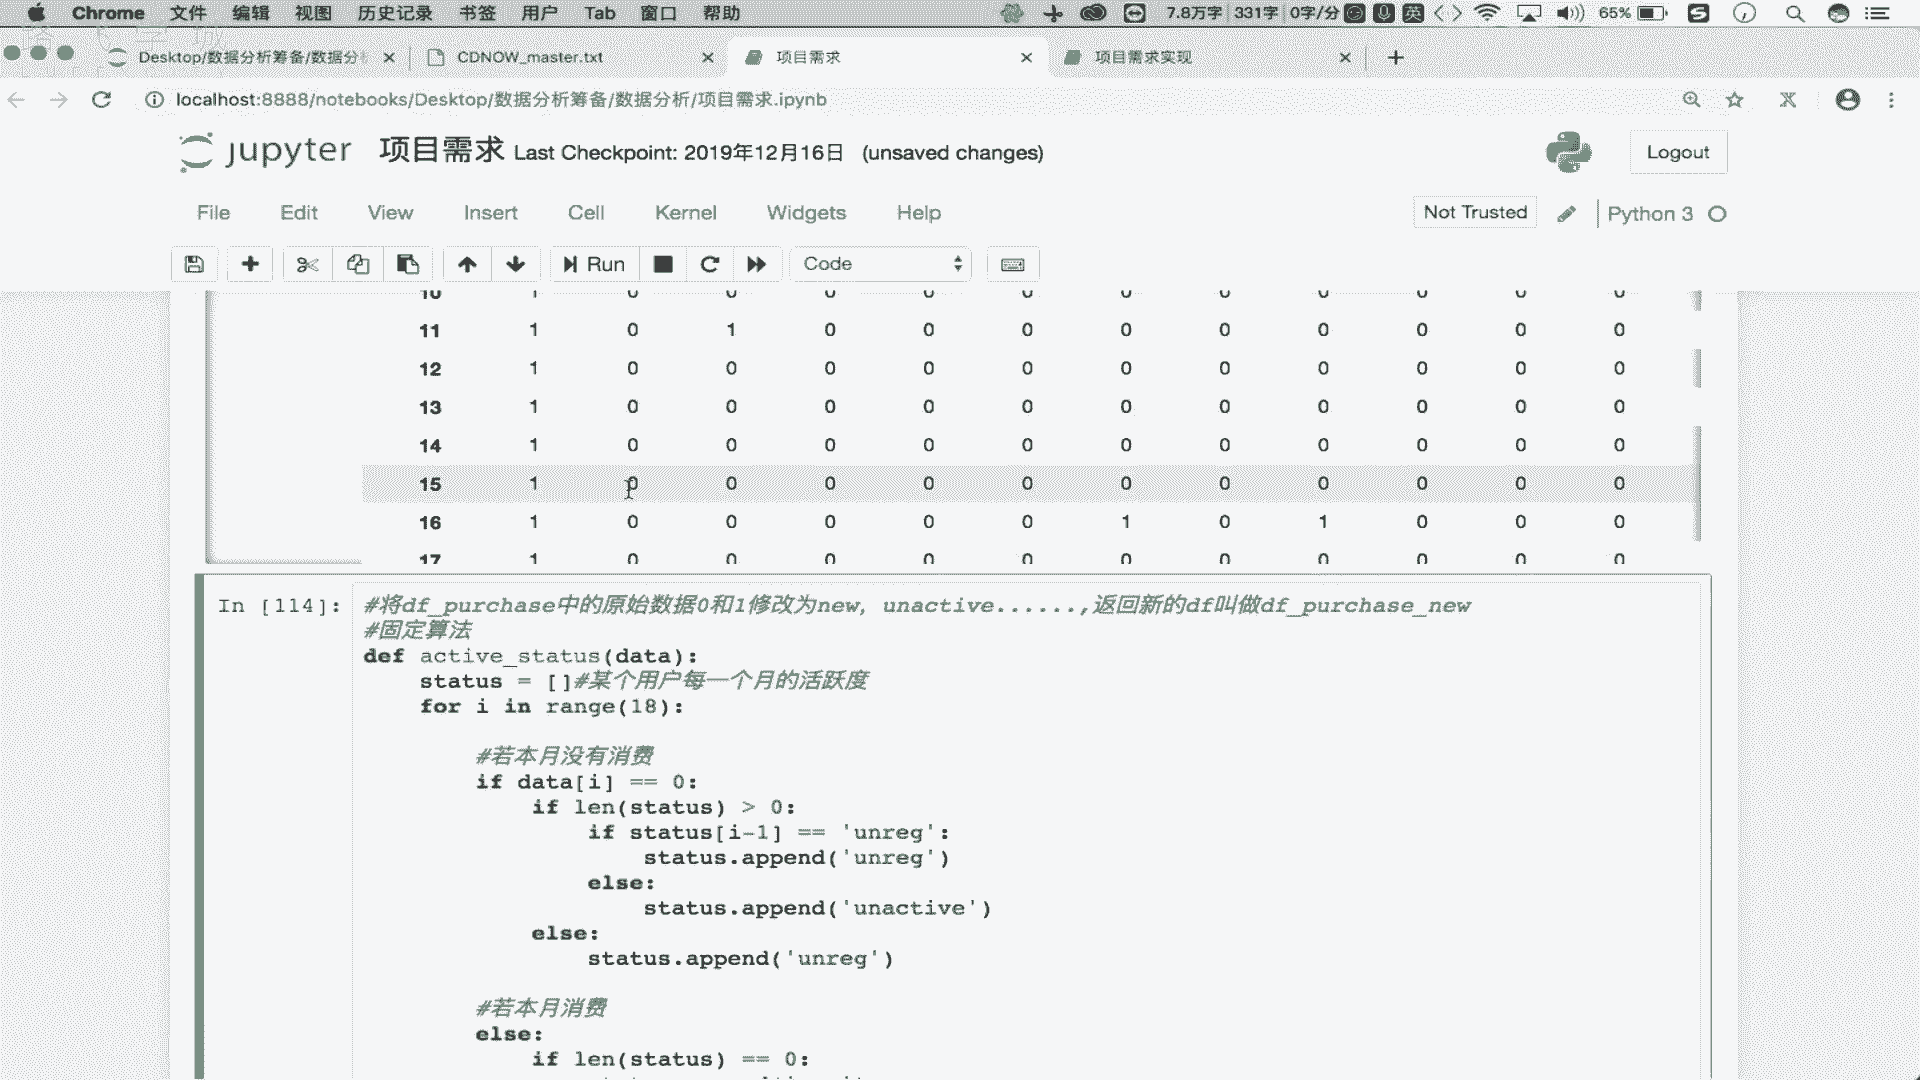 Chrome 文件 编辑 视图 历史记录 书签 用户 Tab 窗口 帮助 7.8万字 331字 0字/分 英 65%
Desktop/数据分析筹备/数据分 CDNOW_master.txt 项目需求 项目需求实现
localhost:8888/notebooks/Desktop/数据分析筹备/数据分析/项目需求.ipynb
jupyter 项目需求 Last Checkpoint: 2019年12月16日 (unsaved changes) Logout
File Edit View Insert Cell Kernel Widgets Help Not Trusted Python 3
Run Code
10 1 0 0 0 0 0 0 0 0 0 0 0
11 1 0 1 0 0 0 0 0 0 0 0 0
12 1 0 0 0 0 0 0 0 0 0 0 0
13 1 0 0 0 0 0 0 0 0 0 0 0
14 1 0 0 0 0 0 0 0 0 0 0 0
15 1 0 0 0 0 0 0 0 0 0 0 0
16 1 0 0 0 0 0 1 0 1 0 0 0
17 1 0 0 0 0 0 0 0 0 0 0 0
In [114]: #将df_purchase中的原始数据0和1修改为new, unactive......,返回新的df叫做df_purchase_new
#固定算法
def active_status(data):
status = []#某个用户每一个月的活跃度
for i in range(18):
#若本月没有消费
if data[i] == 0:
if len(status) > 0:
if status[i-1] == 'unreg':
status.append('unreg')
else:
status.append('unactive')
else:
status.append('unreg')
#若本月消费
else:
if len(status) == 0: